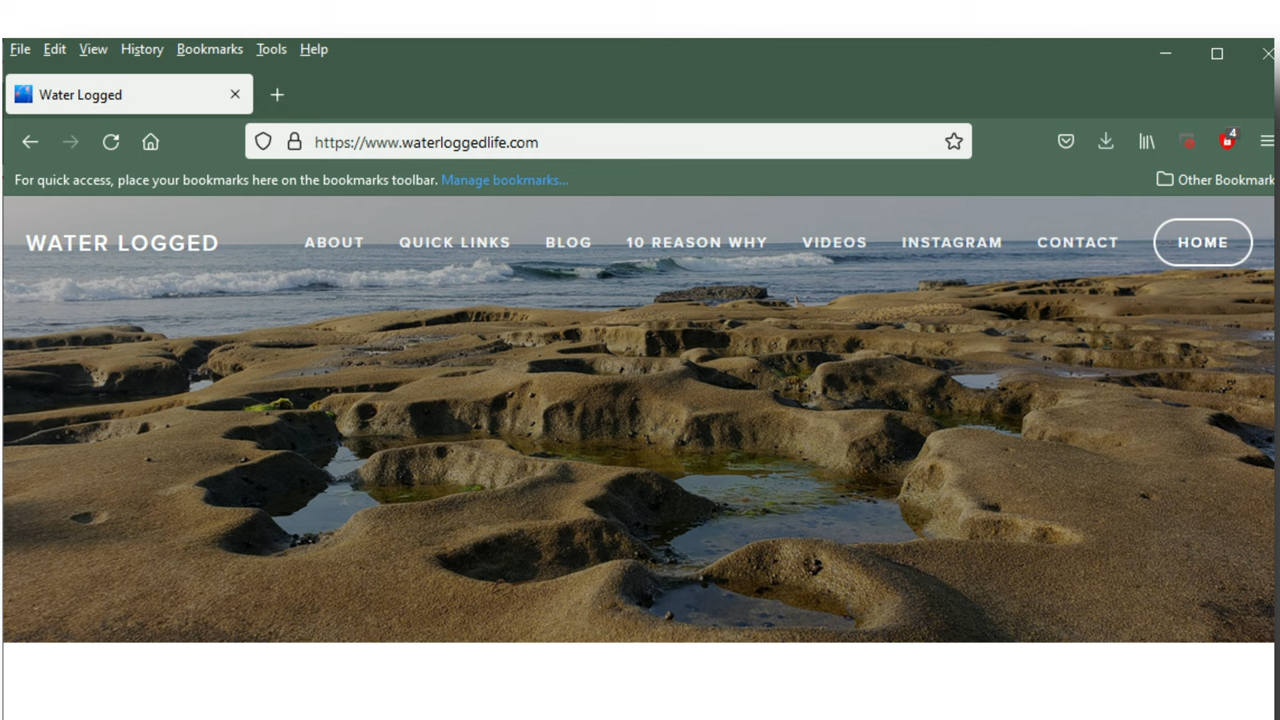 File Edit View History Bookmarks Tools Help
Water Logged
https://www.waterloggedlife.com
4
For quick access, place your bookmarks here on the bookmarks toolbar. Manage bookmarks...
Other Bookmark
WATER LOGGED ABOUT QUICK LINKS BLOG 10 REASON WHY VIDEOS INSTAGRAM CONTACT HOME